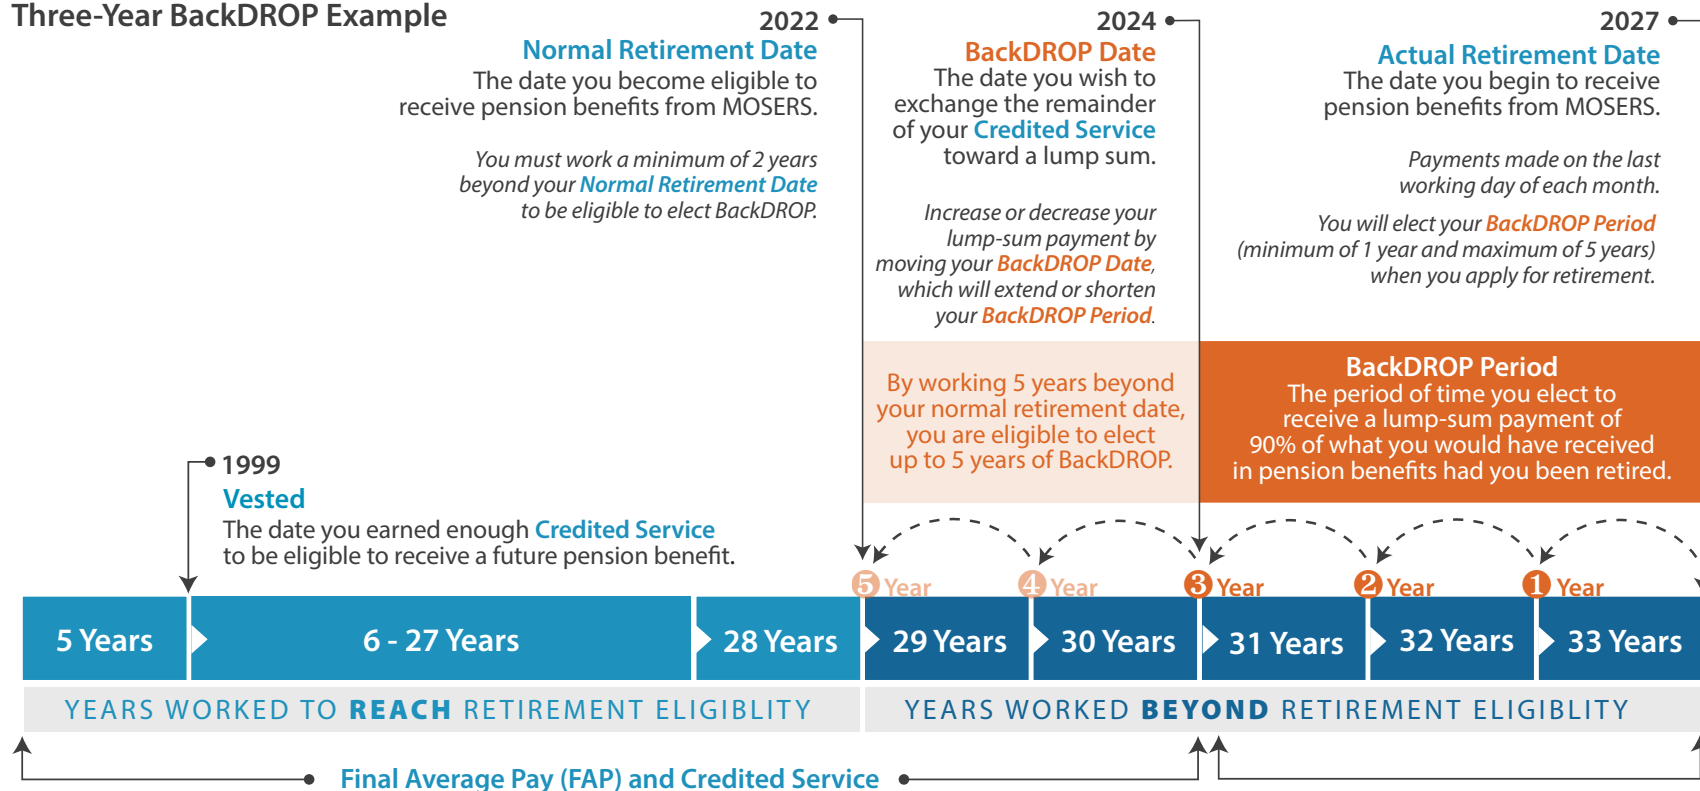 Three-Year BackDROP Example
2022
Normal Retirement Date
The date you become eligible to
receive pension benefits from MOSERS.
You must work a minimum of 2 years
beyond your Normal Retirement Date
to be eligible to elect BackDROP.
2024
BackDROP Date
The date you wish to
exchange the remainder
of your Credited Service
toward a lump sum.
Increase or decrease your
lump-sum payment by
moving your BackDROP Date,
which will extend or shorten
your BackDROP Period.
2027
Actual Retirement Date
The date you begin to receive
pension benefits from MOSERS.
Payments made on the last
working day of each month.
You will elect your BackDROP Period
(minimum of 1 year and maximum of 5 years)
when you apply for retirement.
By working 5 years beyond
your normal retirement date,
you are eligible to elect
up to 5 years of BackDROP.
BackDROP Period
The period of time you elect to
receive a lump-sum payment of
90% of what you would have received
in pension benefits had you been retired.
1999
Vested
The date you earned enough Credited Service
to be eligible to receive a future pension benefit.
5 Year
4 Year
3 Year
2 Year
1 Year
5 Years
6 - 27 Years
28 Years
29 Years
30 Years
31 Years
32 Years
33 Years
YEARS WORKED TO REACH RETIREMENT ELIGIBLITY
YEARS WORKED BEYOND RETIREMENT ELIGIBLITY
Final Average Pay (FAP) and Credited Service